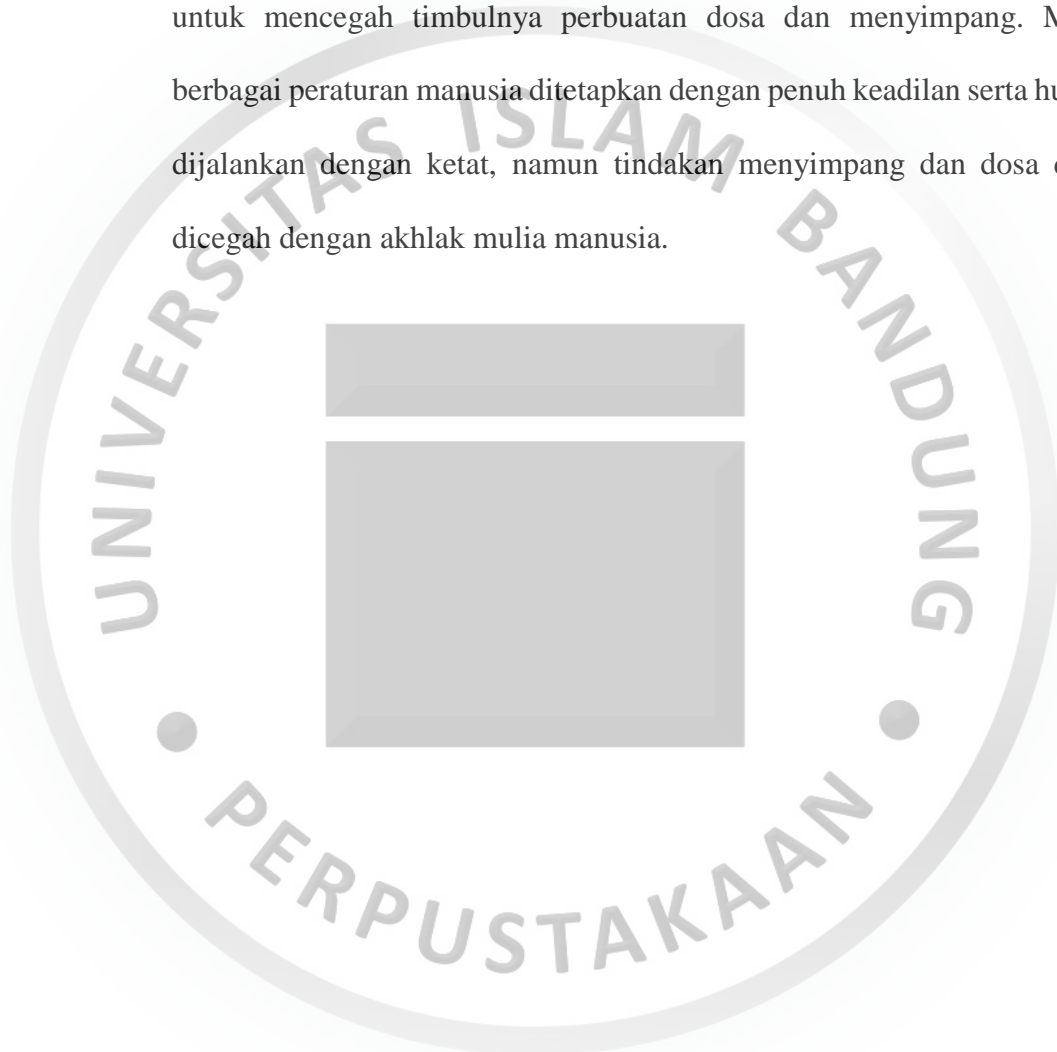 untuk mencegah timbulnya perbuatan dosa dan menyimpang.
berbagai peraturan manusia ditetapkan dengan penuh keadilan serta
dijalankan dengan ketat, namun tindakan menyimpang dan dosa
dicegah dengan akhlak mulia manusia.
UNIVERSITAS ISLAM BANDUNG
PERPUSTAKAAN